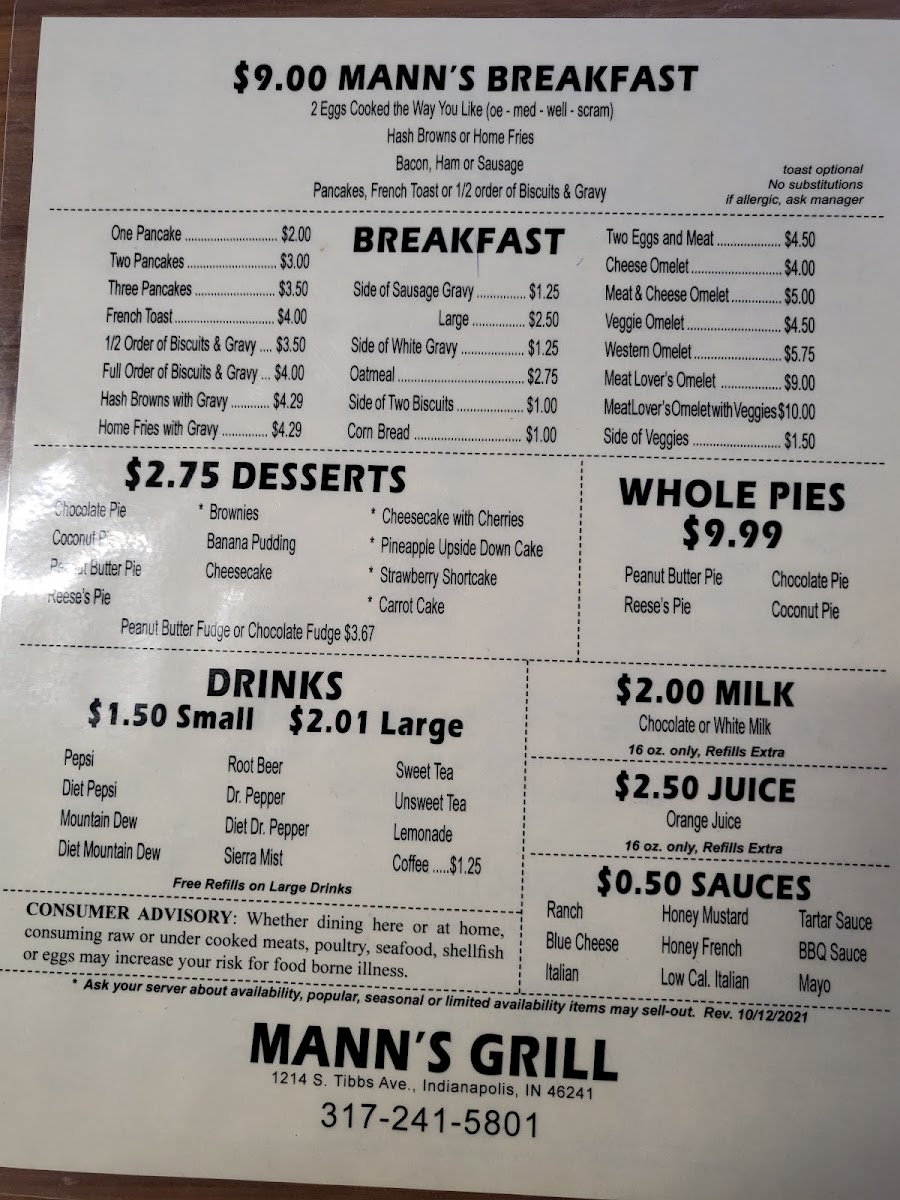 $9.00 MANN'S BREAKFAST
2 Eggs Cooked the Way You Like (oe - med - well - scram)
Hash Browns or Home Fries
Bacon, Ham or Sausage
Pancakes, French Toast or 1/2 order of Biscuits & Gravy
toast optional
No substitutions
if allergic, ask manager
One Pancake ............................. $2.00
Two Pancakes ............................ $3.00
Three Pancakes ......................... $3.50
French Toast ............................... $4.00
1/2 Order of Biscuits & Gravy .... $3.50
Full Order of Biscuits & Gravy ... $4.00
Hash Browns with Gravy ............ $4.29
Home Fries with Gravy .............. $4.29
BREAKFAST
Side of Sausage Gravy .............. $1.25
Large ............... $2.50
Side of White Gravy .................. $1.25
Oatmeal ...................................... $2.75
Side of Two Biscuits .................... $1.00
Corn Bread ................................. $1.00
Two Eggs and Meat .................. $4.50
Cheese Omelet .......................... $4.00
Meat & Cheese Omelet .............. $5.00
Veggie Omelet ........................... $4.50
Western Omelet ......................... $5.75
Meat Lover's Omelet ................. $9.00
Meat Lover's Omelet with Veggies $10.00
Side of Veggies ......................... $1.50
$2.75 DESSERTS
Chocolate Pie
Coconut
Butter Pie
Reese's Pie
* Brownies
Banana Pudding
Cheesecake
* Cheesecake with Cherries
* Pineapple Upside Down Cake
* Strawberry Shortcake
* Carrot Cake
Peanut Butter Fudge or Chocolate Fudge $3.67
WHOLE PIES
$9.99
Peanut Butter Pie
Reese's Pie
Chocolate Pie
Coconut Pie
DRINKS
$1.50 Small $2.01 Large
Pepsi
Diet Pepsi
Mountain Dew
Diet Mountain Dew
Root Beer
Dr. Pepper
Diet Dr. Pepper
Sierra Mist
Sweet Tea
Unsweet Tea
Lemonade
Coffee .....$1.25
Free Refills on Large Drinks
$2.00 MILK
Chocolate or White Milk
16 oz. only, Refills Extra
$2.50 JUICE
Orange Juice
16 oz. only, Refills Extra
$0.50 SAUCES
Ranch
Blue Cheese
Italian
Honey Mustard
Honey French
Low Cal. Italian
Tartar Sauce
BBQ Sauce
Mayo
CONSUMER ADVISORY: Whether dining here or at home,
consuming raw or under cooked meats, poultry, seafood, shellfish
or eggs may increase your risk for food borne illness.
* Ask your server about availability, popular, seasonal or limited availability items may sell-out. Rev. 10/12/2021
MANN'S GRILL
1214 S. Tibbs Ave., Indianapolis, IN 46241
317-241-5801